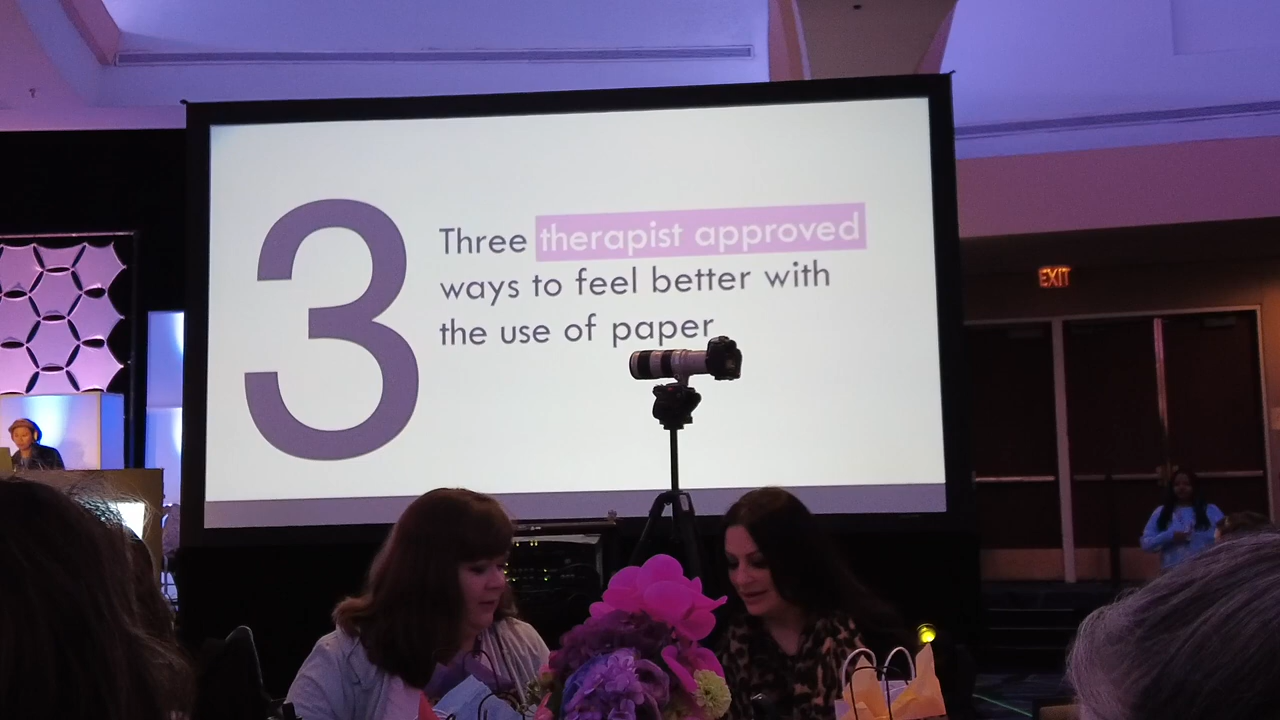 3
Three therapist approved
ways to feel better with
the use of paper
EXIT